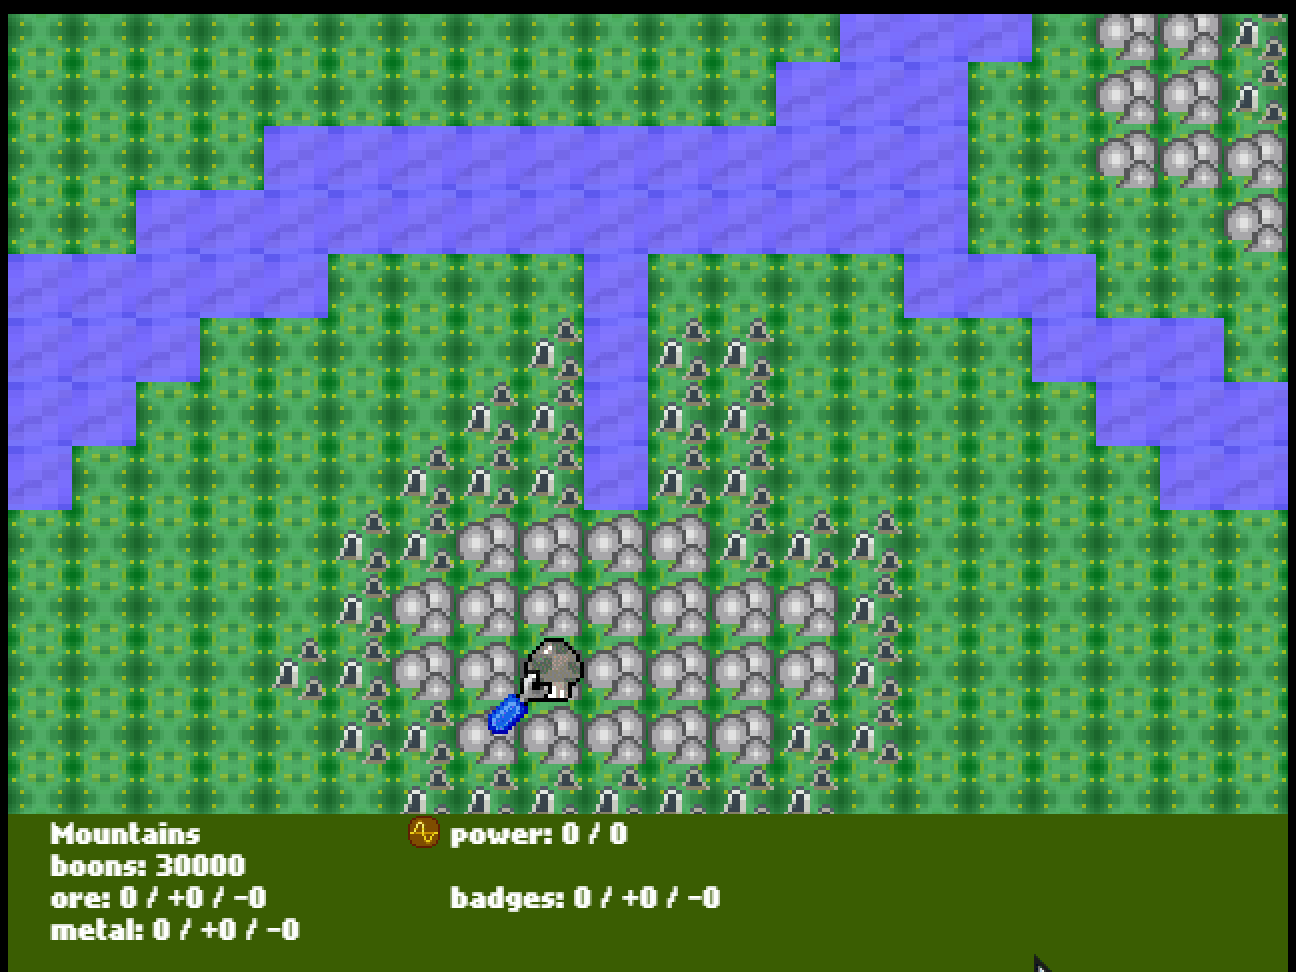 Mountains
power: 0 / 0
boons: 30000
ore: 0 / +0 / -0
badges: 0 / +0 / -0
metal: 0 / +0 / -0